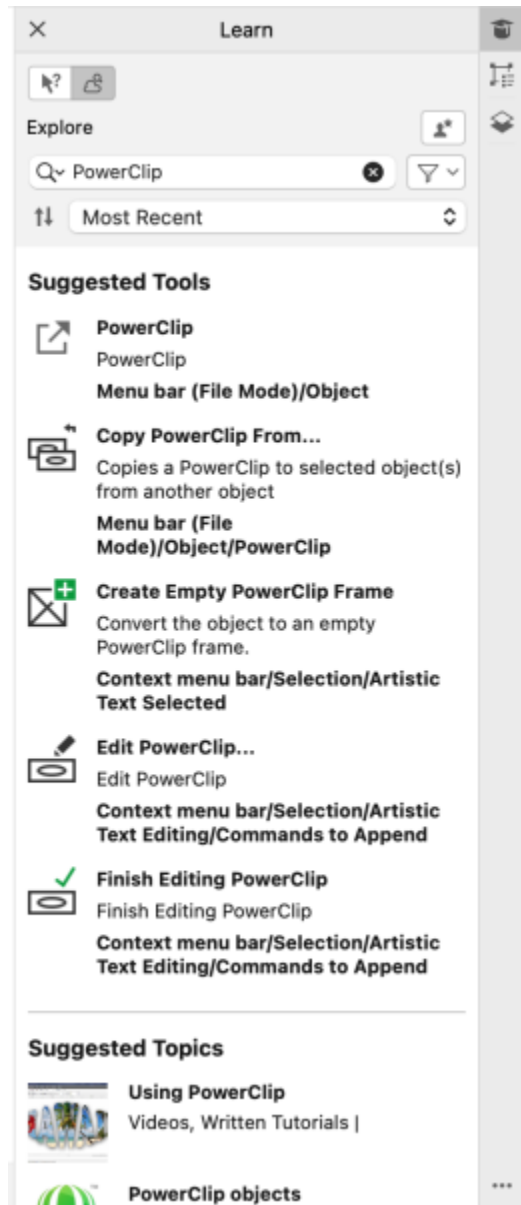 Learn
Explore
PowerClip
Most Recent
Suggested Tools
PowerClip
PowerClip
Menu bar (File Mode)/Object
Copy PowerClip From...
Copies a PowerClip to selected object(s)
from another object
Menu bar (File
Mode)/Object/PowerClip
Create Empty PowerClip Frame
Convert the object to an empty
PowerClip frame.
Context menu bar/Selection/Artistic
Text Selected
Edit PowerClip...
Edit PowerClip
Context menu bar/Selection/Artistic
Text Editing/Commands to Append
Finish Editing PowerClip
Finish Editing PowerClip
Context menu bar/Selection/Artistic
Text Editing/Commands to Append
Suggested Topics
Using PowerClip
Videos, Written Tutorials |
PowerClip objects